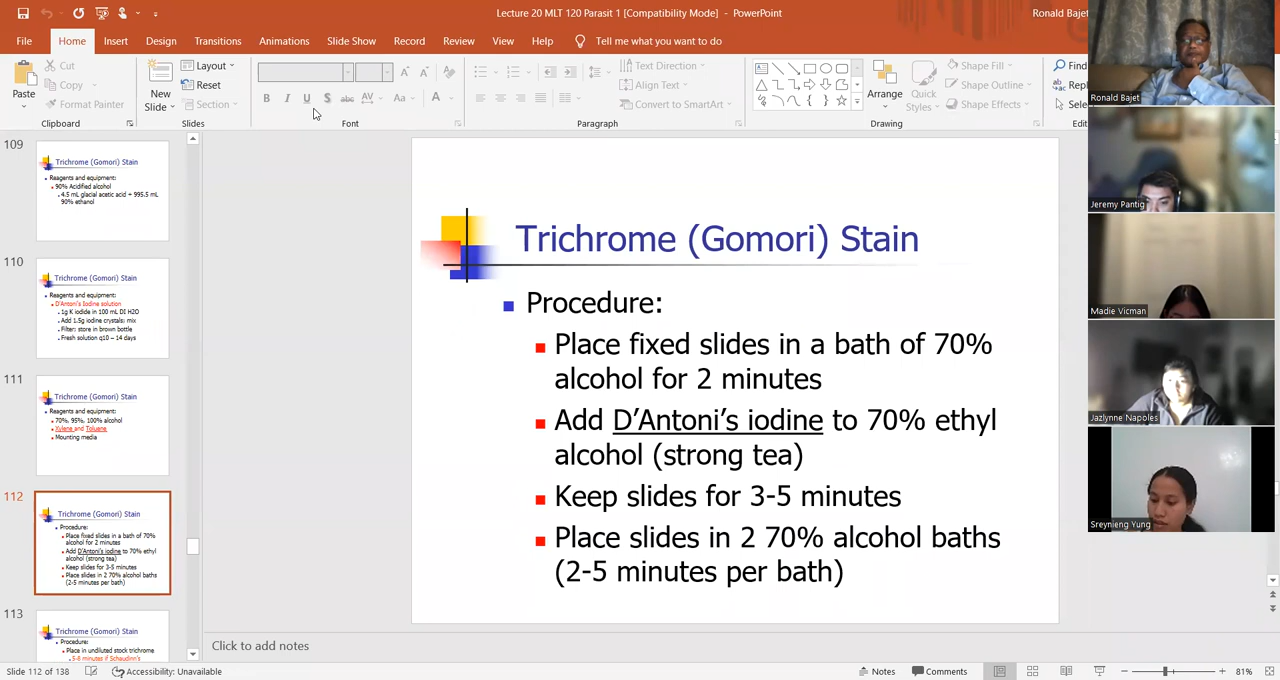 Lecture 20 MLT 120 Parasit 1 [Compatibility Mode] - PowerPoint
Ronald Bajet
File Home Insert Design Transitions Animations Slide Show Record Review View Help Tell me what you want to do
Paste
Cut
Copy
Format Painter
Clipboard
New Slide
Layout
Reset
Section
Slides
Font
Text Direction
Align Text
Convert to SmartArt
Paragraph
Arrange
Quick Styles
Shape Fill
Shape Outline
Shape Effects
Drawing
Find
109
Trichrome (Gomori) Stain
Reagents and equipment:
90% Acidified alcohol
4.5 mL glacial acetic acid + 995.5 mL
90% ethanol
110
Trichrome (Gomori) Stain
Reagents and equipment:
D'Antoni's Iodine solution
1g K iodide in 100 mL DI H2O
Add 1.5g iodine crystals: mix
Filter: store in brown bottle
Fresh solution q10 – 14 days
111
Trichrome (Gomori) Stain
Reagents and equipment:
70%, 95%, 100% alcohol
Xylene and Toluene
Mounting media
112
Trichrome (Gomori) Stain
Procedure:
Place fixed slides in a bath of 70%
alcohol for 2 minutes
Add D'Antoni's iodine to 70% ethyl
alcohol (strong tea)
Keep slides for 3-5 minutes
Place slides in 2 70% alcohol baths
(2-5 minutes per bath)
113
Trichrome (Gomori) Stain
Procedure:
Place in undiluted stock trichrome
5-8 minutes if Schaudinn's
Trichrome (Gomori) Stain
Procedure:
Place fixed slides in a bath of 70%
alcohol for 2 minutes
Add D’Antoni’s iodine to 70% ethyl
alcohol (strong tea)
Keep slides for 3-5 minutes
Place slides in 2 70% alcohol baths
(2-5 minutes per bath)
Click to add notes
Ronald Bajet
Jeremy Pantig
Madie Vicman
Jazlynne Napoles
Sreynieng Yung
Slide 112 of 138 Accessibility: Unavailable Notes Comments 81%